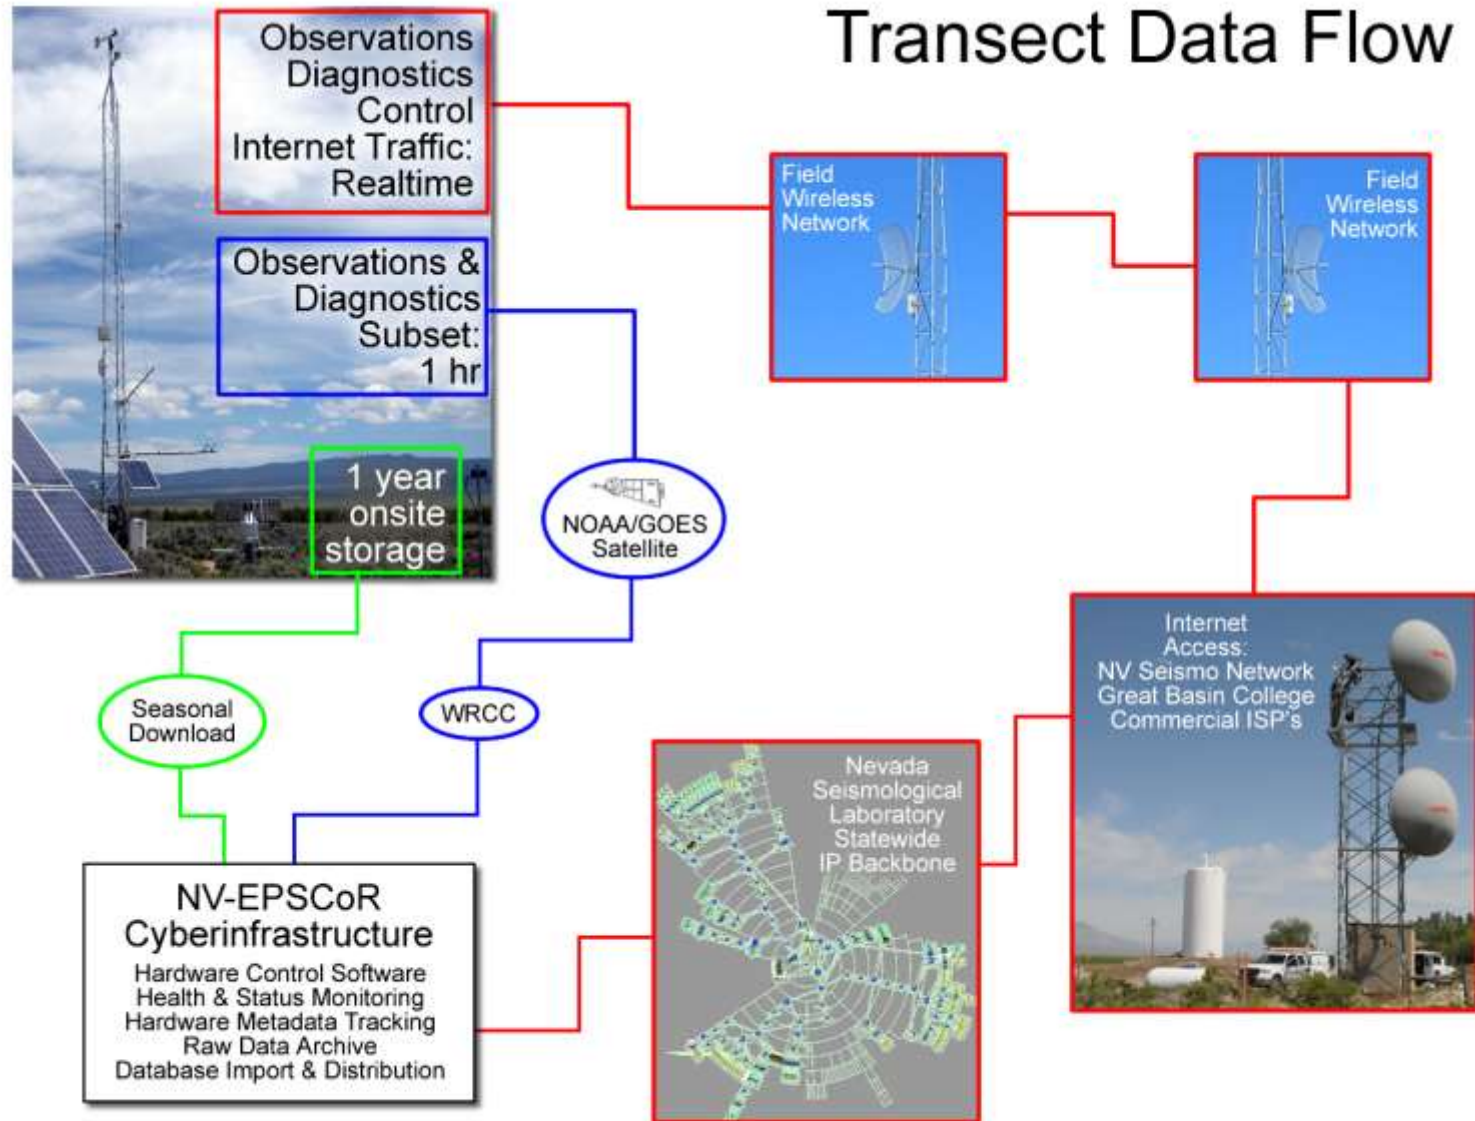 Transect Data Flow
Observations
Diagnostics
Control
Internet Traffic:
Realtime
Observations &
Diagnostics
Subset:
1 hr
1 year
onsite
storage
Field
Wireless
Network
Field
Wireless
Network
NOAA/GOES
Satellite
Seasonal
Download
WRCC
Internet
Access:
NV Seismo Network
Great Basin College
Commercial ISP's
Nevada
Seismological
Laboratory
Statewide
IP Backbone
NV-EPSCoR
Cyberinfrastructure
Hardware Control Software
Health & Status Monitoring
Hardware Metadata Tracking
Raw Data Archive
Database Import & Distribution